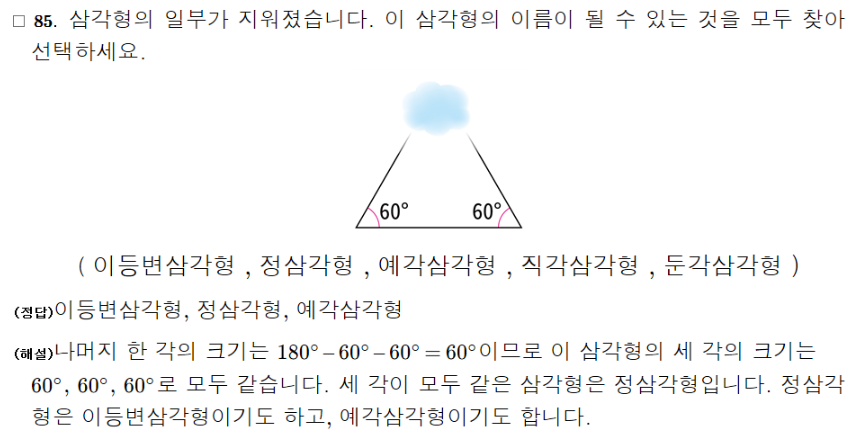 □ 85. 삼각형의 일부가 지워졌습니다. 이 삼각형의 이름이 될 수 있는 것을 모두 찾아
선택하세요.
60° 60°
( 이등변삼각형 , 정삼각형 , 예각삼각형 , 직각삼각형 , 둔각삼각형 )
(정답)이등변삼각형, 정삼각형, 예각삼각형
(해설)나머지 한 각의 크기는 180°-60°-60°=60°이므로 이 삼각형의 세 각의 크기는
60°, 60°, 60°로 모두 같습니다. 세 각이 모두 같은 삼각형은 정삼각형입니다. 정삼각
형은 이등변삼각형이기도 하고, 예각삼각형이기도 합니다.